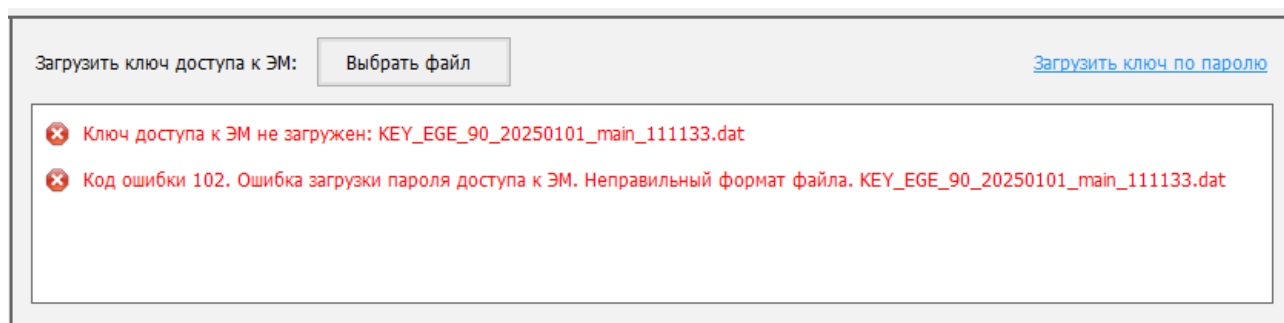 Загрузить ключ доступа к ЭМ: Выбрать файл Загрузить ключ по паролю
Ключ доступа к ЭМ не загружен: KEY_EGE_90_20250101_main_111133.dat
Код ошибки 102. Ошибка загрузки пароля доступа к ЭМ. Неправильный формат файла. KEY_EGE_90_20250101_main_111133.dat